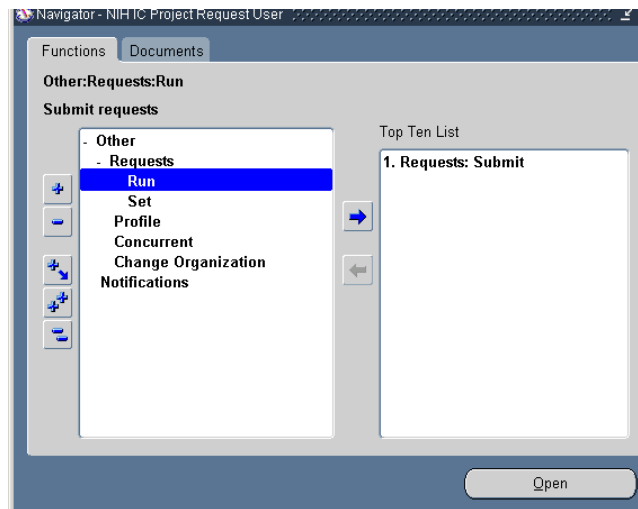 Navigator - NIH IC Project Request User
Functions Documents
Other:Requests:Run
Submit requests
Top Ten List
- Other
- Requests
Run
Set
Profile
Concurrent
Change Organization
Notifications
1. Requests: Submit
Open